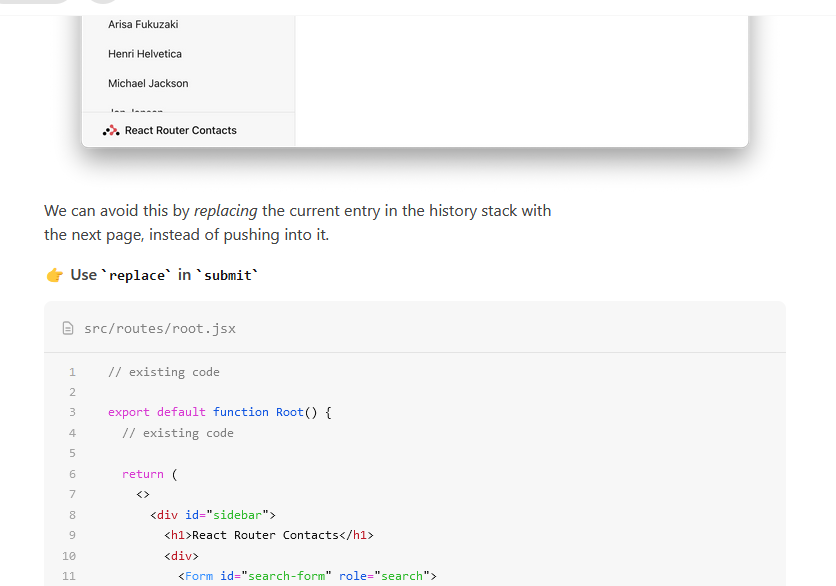 Arisa Fukuzaki
Henri Helvetica
Michael Jackson
React Router Contacts
We can avoid this by replacing the current entry in the history stack with
the next page, instead of pushing into it.
👉 Use `replace` in `submit`
src/routes/root.jsx
1 // existing code
2
3 export default function Root() {
4 // existing code
5
6 return (
7 <>
8 <div id="sidebar">
9 <h1>React Router Contacts</h1>
10 <div>
11 <Form id="search-form" role="search">